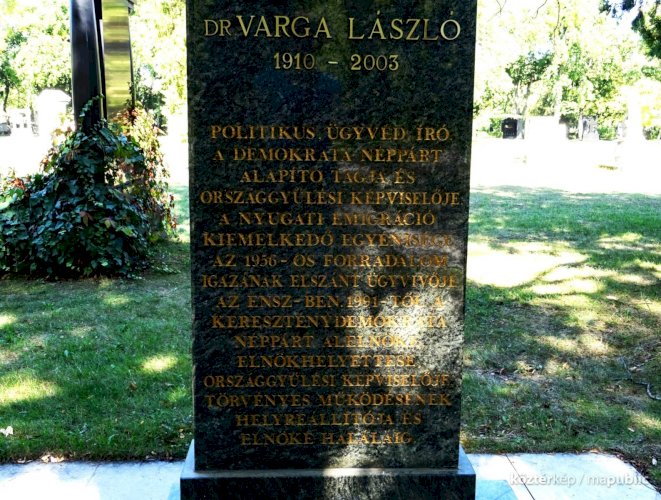 DR VARGA LÁSZLÓ
1910 – 2003
POLITIKUS, ÜGYVÉD, ÍRÓ
A DEMOKRATA NÉPPÁRT
ALAPÍTÓ TAGJA ÉS
ORSZÁGGYŰLÉSI KÉPVISELŐJE
A NYUGATI EMIGRÁCIÓ
KIEMELKEDŐ EGYÉNISÉGE
AZ 1956-OS FORRADALOM
IGAZÁNAK ELSZÁNT ÜGYVIVŐJE
AZ ENSZ-BEN. 1991-TŐL A
KERESZTÉNYDEMOKRATA
NÉPPÁRT ALELNÖKE,
ELNÖKHELYETTESE
ORSZÁGGYŰLÉSI KÉPVISELŐJE,
TÖRVÉNYES MŰKÖDÉSÉNEK
HELYREÁLLÍTÓJA ÉS
ELNÖKE HALÁLÁIG
köztérkép / mapublic